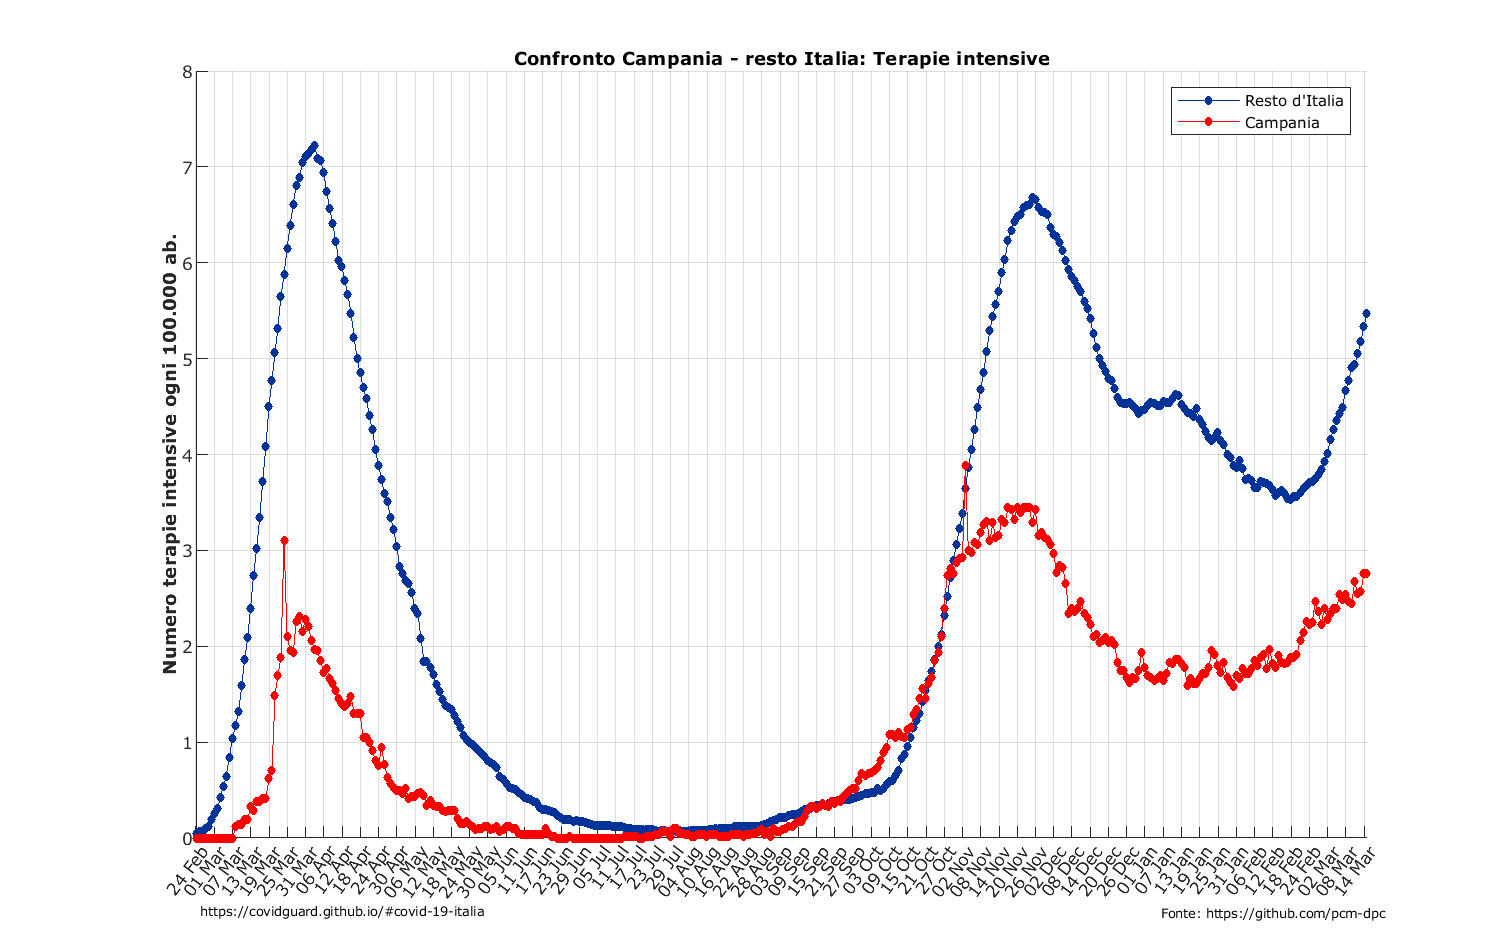 Confronto Campania - resto Italia: Terapie intensive
Numero terapie intensive ogni 100.000 ab.
8
7
6
5
4
3
2
1
0
Resto d'Italia
Campania
24 Feb
01 Mar
07 Mar
13 Mar
19 Mar
25 Mar
31 Mar
06 Apr
12 Apr
18 Apr
24 Apr
30 Apr
06 May
12 May
18 May
24 May
30 May
05 Jun
11 Jun
17 Jun
23 Jun
29 Jun
05 Jul
11 Jul
17 Jul
23 Jul
29 Jul
04 Aug
10 Aug
16 Aug
22 Aug
28 Aug
03 Sep
09 Sep
15 Sep
21 Sep
27 Sep
03 Oct
09 Oct
15 Oct
21 Oct
27 Oct
02 Nov
08 Nov
14 Nov
20 Nov
26 Nov
02 Dec
08 Dec
14 Dec
20 Dec
26 Dec
01 Jan
07 Jan
13 Jan
19 Jan
25 Jan
31 Jan
06 Feb
12 Feb
18 Feb
24 Feb
02 Mar
08 Mar
14 Mar
https://covidguard.github.io/#covid-19-italia
Fonte: https://github.com/pcm-dpc